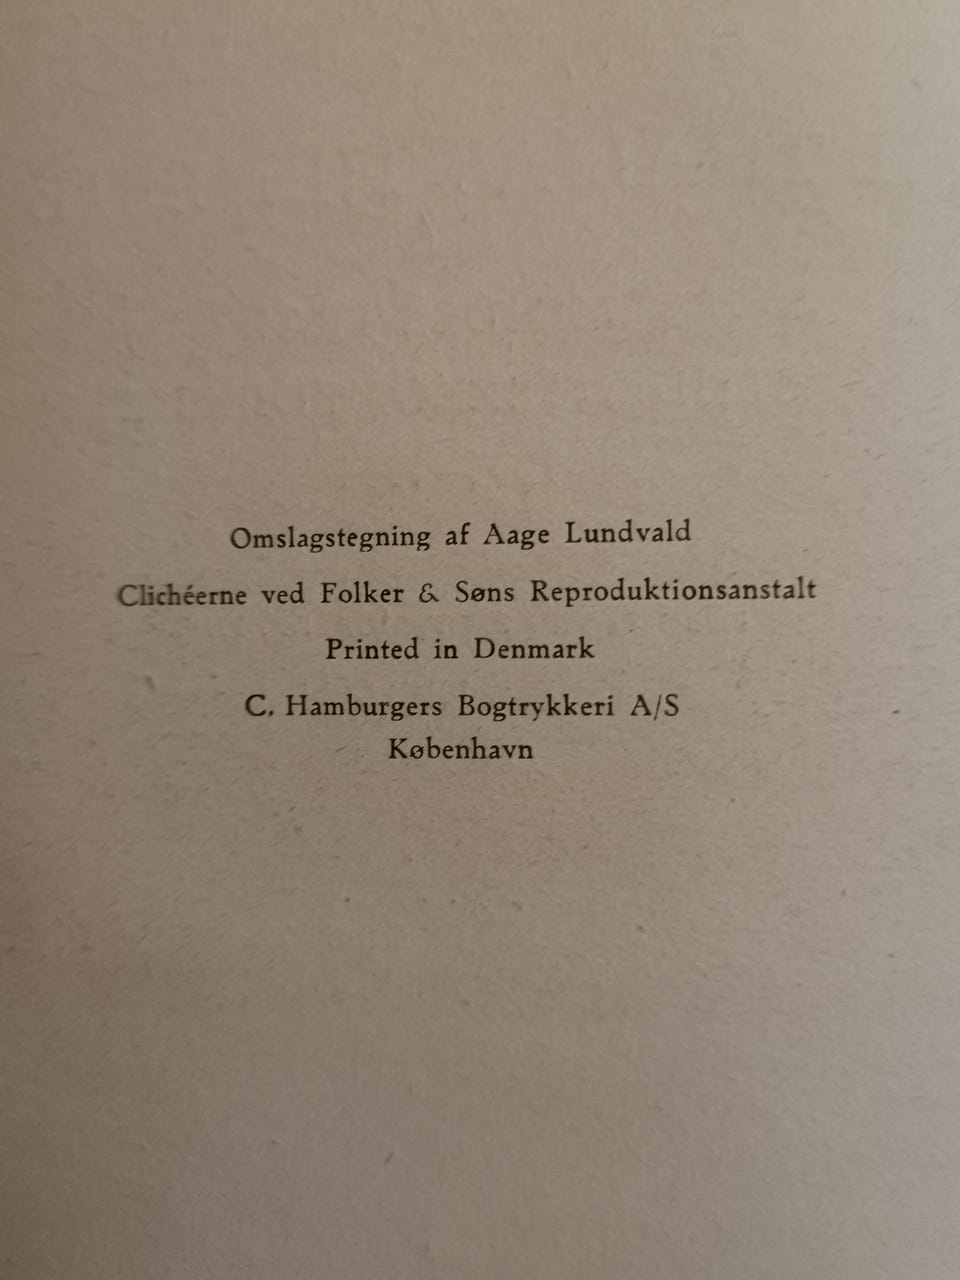 Omslagstegning af Aage Lundvald
Clichéerne ved Folker & Søns Reproduktionsanstalt
Printed in Denmark
C. Hamburgers Bogtrykkeri A/S
København